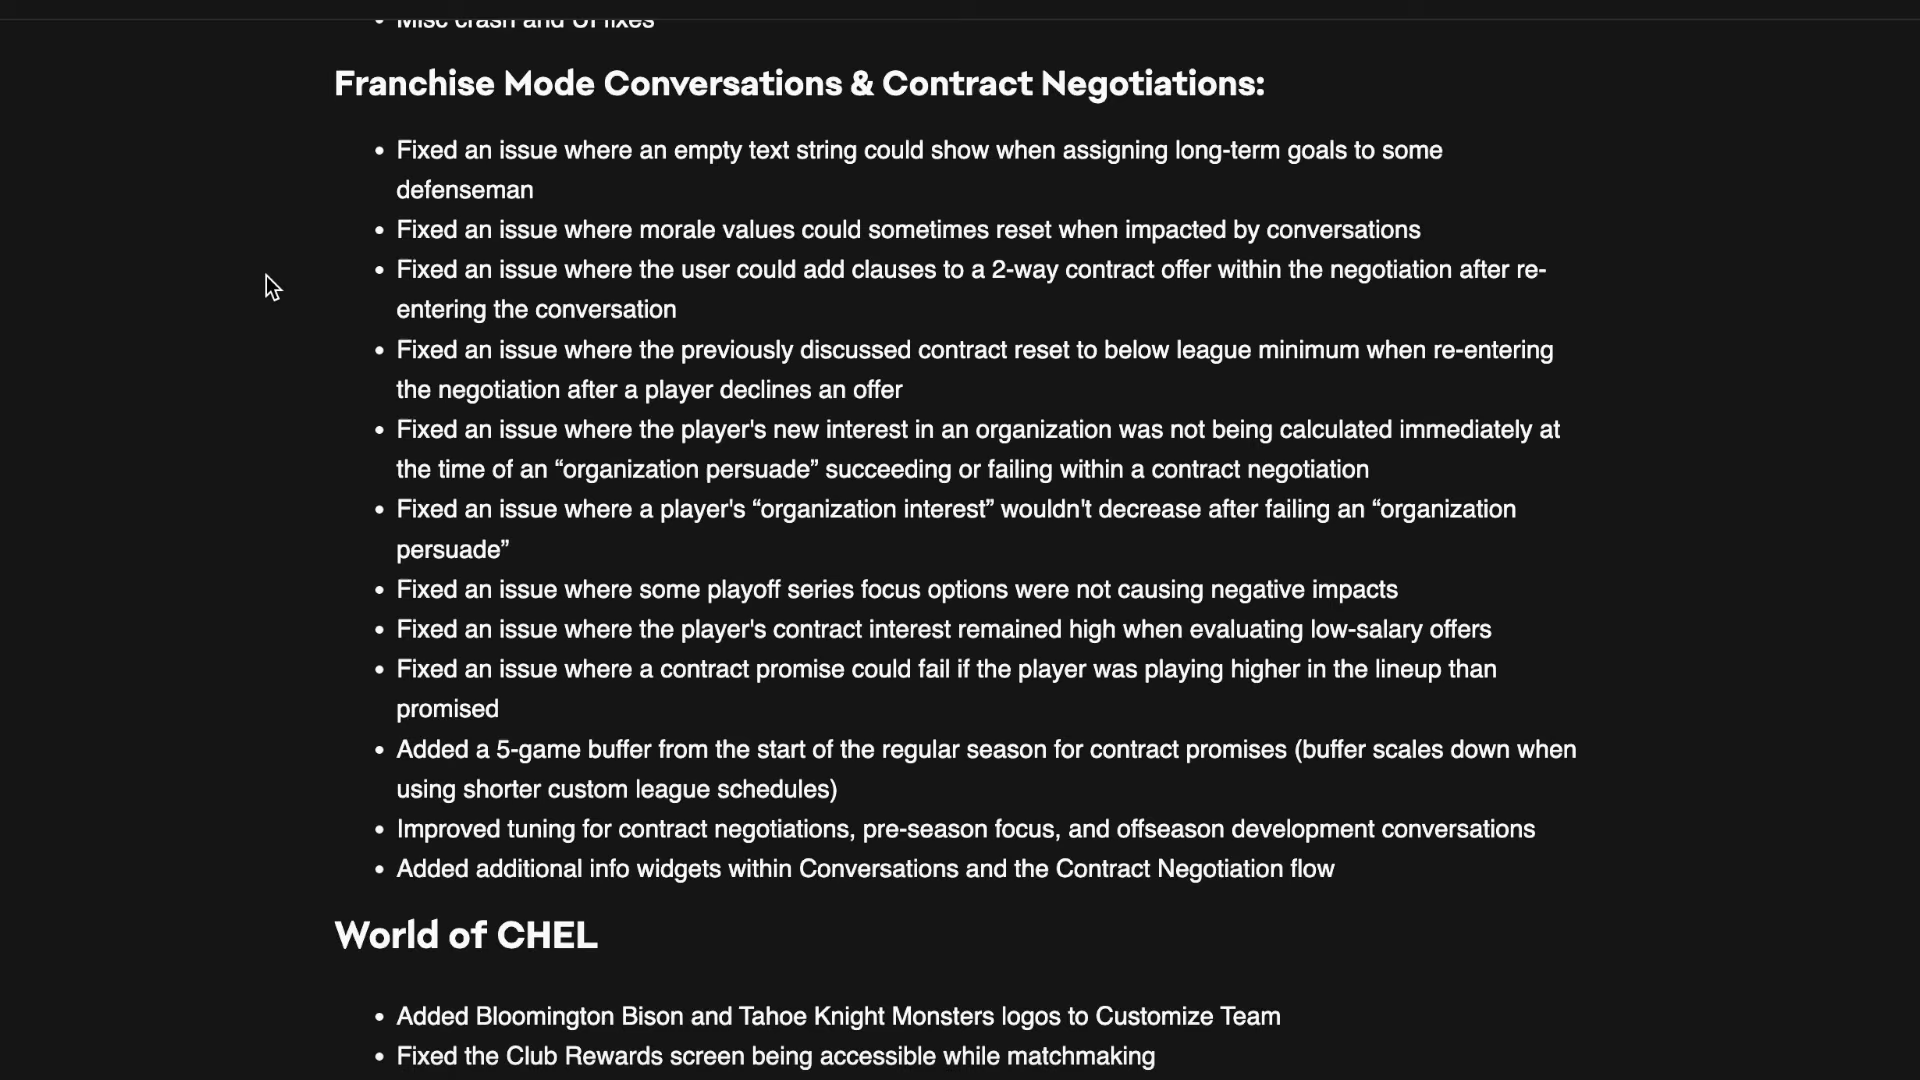 • Misc crash and UI fixes
Franchise Mode Conversations & Contract Negotiations:
• Fixed an issue where an empty text string could show when assigning long-term goals to some
defenseman
• Fixed an issue where morale values could sometimes reset when impacted by conversations
• Fixed an issue where the user could add clauses to a 2-way contract offer within the negotiation after re-
entering the conversation
• Fixed an issue where the previously discussed contract reset to below league minimum when re-entering
the negotiation after a player declines an offer
• Fixed an issue where the player's new interest in an organization was not being calculated immediately at
the time of an “organization persuade” succeeding or failing within a contract negotiation
• Fixed an issue where a player's “organization interest” wouldn't decrease after failing an “organization
persuade”
• Fixed an issue where some playoff series focus options were not causing negative impacts
• Fixed an issue where the player's contract interest remained high when evaluating low-salary offers
• Fixed an issue where a contract promise could fail if the player was playing higher in the lineup than
promised
• Added a 5-game buffer from the start of the regular season for contract promises (buffer scales down when
using shorter custom league schedules)
• Improved tuning for contract negotiations, pre-season focus, and offseason development conversations
• Added additional info widgets within Conversations and the Contract Negotiation flow
World of CHEL
• Added Bloomington Bison and Tahoe Knight Monsters logos to Customize Team
• Fixed the Club Rewards screen being accessible while matchmaking